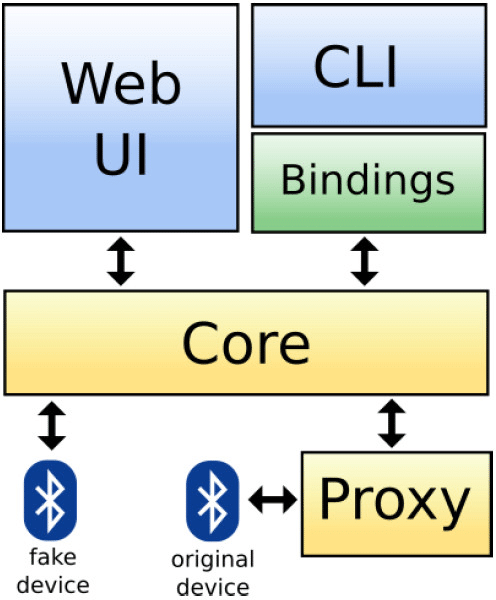 Web
UI
CLI
Bindings
Core
Proxy
fake
device
original
device